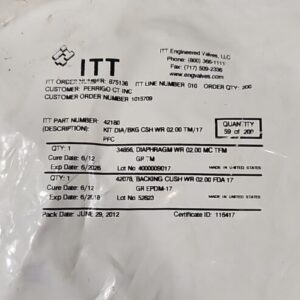 ITT
ITT Engineered Valves, LLC
Phone: (800) 366-1111
Fax: (717) 509-2336
www.engvalves.com
ITT ORDER NUMBER: 875136 ITT LINE NUMBER 010 ORDER QTY: 200
CUSTOMER: PERRIGO CT INC
CUSTOMER ORDER NUMBER 1015709
ITT PART NUMBER: 42180
(DESCRIPTION): KIT DIA/BKG CSH WR 02.00 TM/17
PFC
QUANTITY
59 of 200
QTY: 1 34856, DIAPHRAGM WR 02.00 MC TFM
Cure Date: 6/12 GP TM
Exp Date: 6/2026 Lot No 4000009017 MADE IN UNITED STATES
QTY: 1 42078, BACKING CUSH WR 02.00 FDA 17
Cure Date: 6/12 GR EPDM-17
Exp Date: Lot No 52623 MADE IN UNITED STATES
Pack Date: JUNE 29, 2012 Certificate ID: 115417